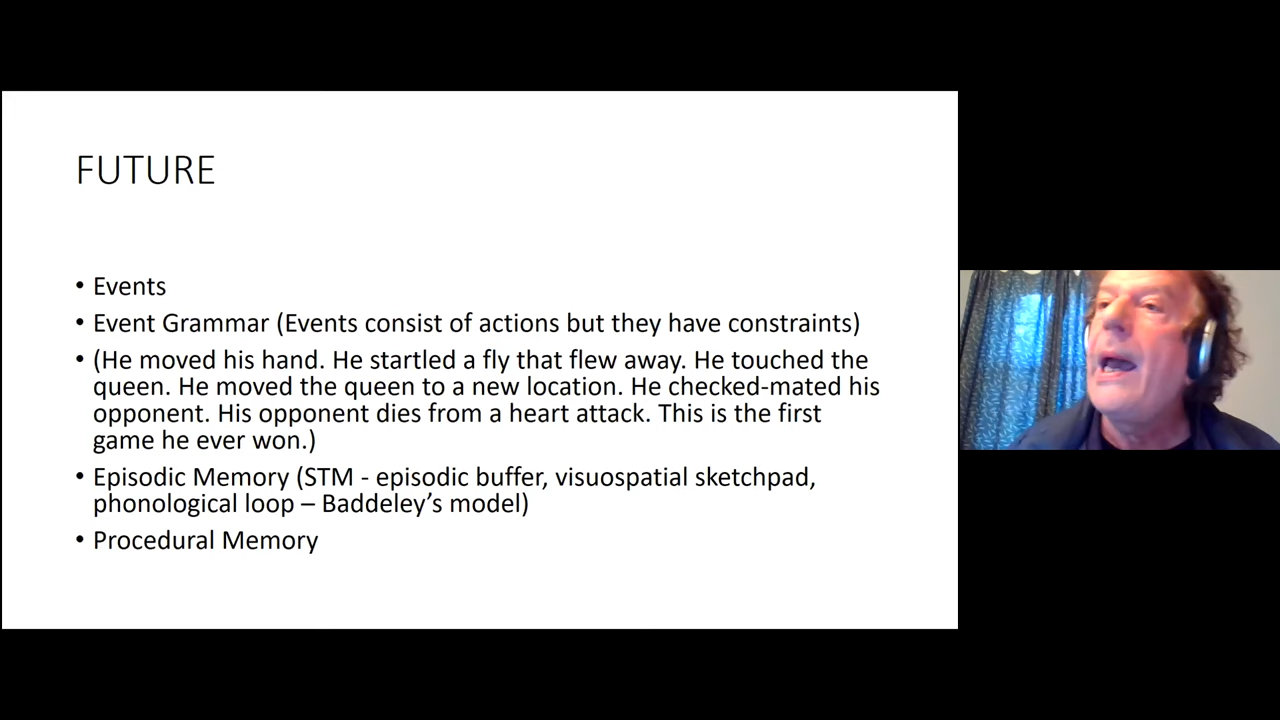 FUTURE
• Events
• Event Grammar (Events consist of actions but they have constraints)
• (He moved his hand. He startled a fly that flew away. He touched the
queen. He moved the queen to a new location. He checked-mated his
opponent. His opponent dies from a heart attack. This is the first
game he ever won.)
• Episodic Memory (STM - episodic buffer, visuospatial sketchpad,
phonological loop – Baddeley’s model)
• Procedural Memory